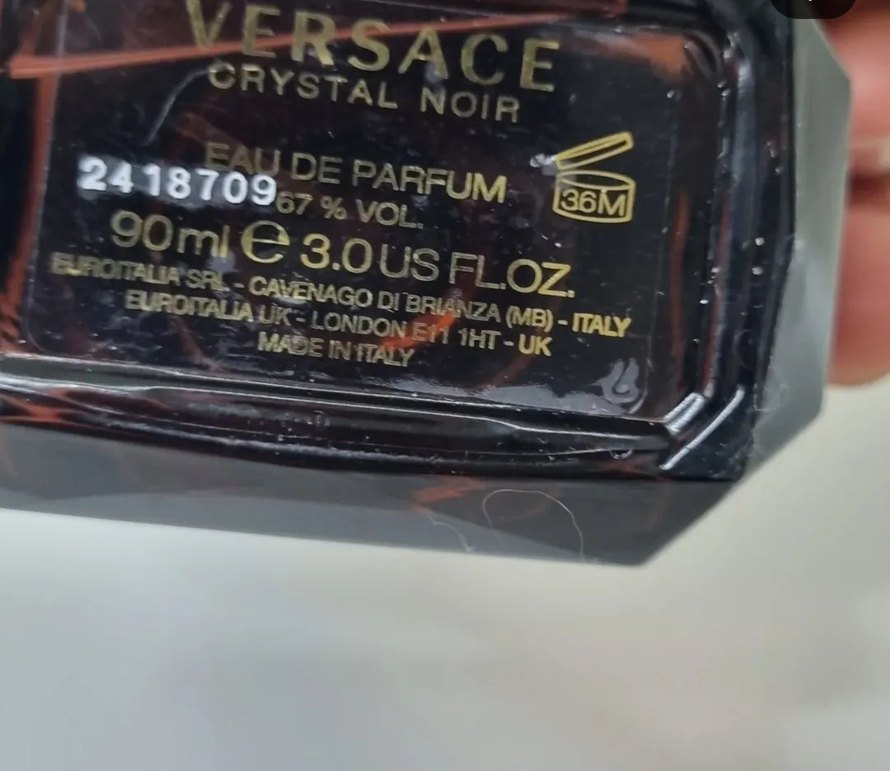 VERSACE
CRYSTAL NOIR
EAU DE PARFUM
2418709
67 % VOL.
36M
90ml e 3.0 US FL.OZ.
EUROITALIA SRL - CAVENAGO DI BRIANZA (MB) - ITALY
EUROITALIA UK - LONDON E11 1HT - UK
MADE IN ITALY